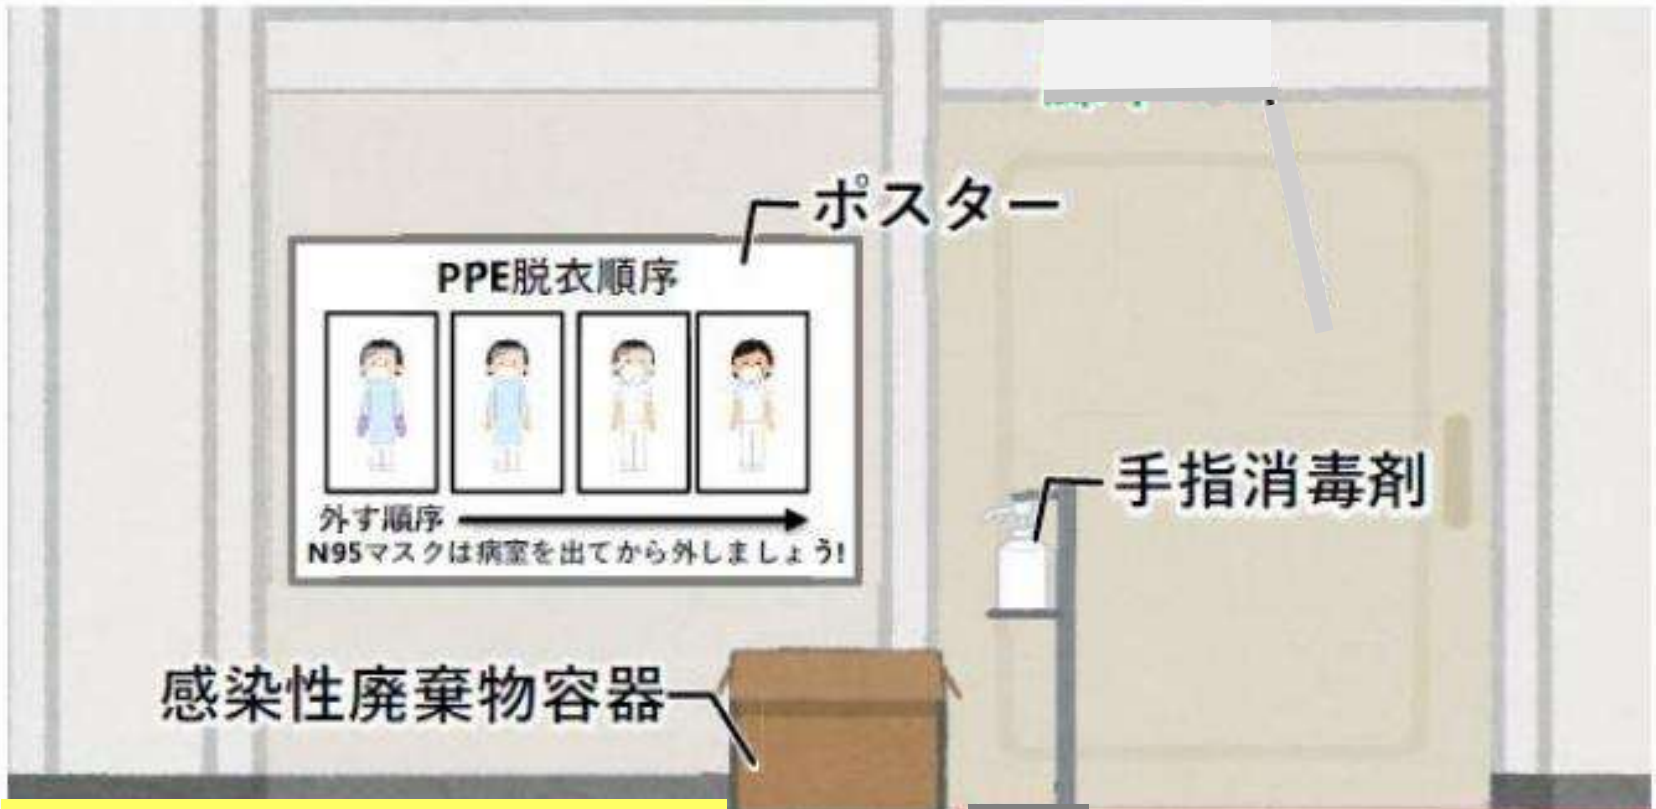 ポスター
PPE脱衣順序
外す順序
N95マスクは病室を出てから外しましょう!
手指消毒剤
感染性廃棄物容器